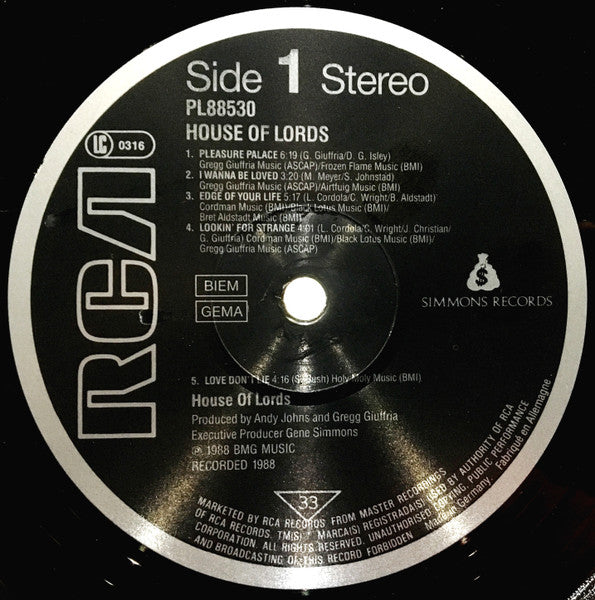 Side 1 Stereo
PL88530
HOUSE OF LORDS
LC 0316
1. PLEASURE PALACE 6:19 (G. Giuffria/D. G. Isley)
Gregg Giuffria Music (ASCAP)/Frozen Flame Music (BMI)
2. I WANNA BE LOVED 3.20 (M. Meyer/S. Johnstad)
Gregg Giuffria Music (ASCAP)/Airtfuig Music (BMI)
3. EDGE OF YOUR LIFE 5:17 (L. Cordola/C. Wright/B. Aldstadt)
Cordman Music (BMI)/Black Lotus Music (BMI)/
Bret Aldstadt Music (BMI)
4. LOOKIN' FOR STRANGE 4:01 (L. Cordola/C. Wright/J. Christian/
G. Giuffria) Cordman Music (BMI)/Black Lotus Music (BMI)/
Gregg Giuffria Music (ASCAP)
RCA
BIEM
GEMA
$
SIMMONS RECORDS
5. LOVE DON'T LIE 4:16 (S. Rush) Holy Moly Music (BMI)
House Of Lords
Produced by Andy Johns and Gregg Giuffria
Executive Producer Gene Simmons
℗ 1988 BMG MUSIC
RECORDED 1988
33
MARKETED BY RCA RECORDS FROM MASTER RECORDINGS
OF RCA RECORDS. TM(S) ® MARCA(S) REGISTRADA(S) USED BY AUTHORITY OF RCA
CORPORATION. ALL RIGHTS RESERVED. UNAUTHORISED COPYING, PUBLIC PERFORMANCE
AND BROADCASTING OF THIS RECORD FORBIDDEN Made in Germany. Fabriqué en Allemagne